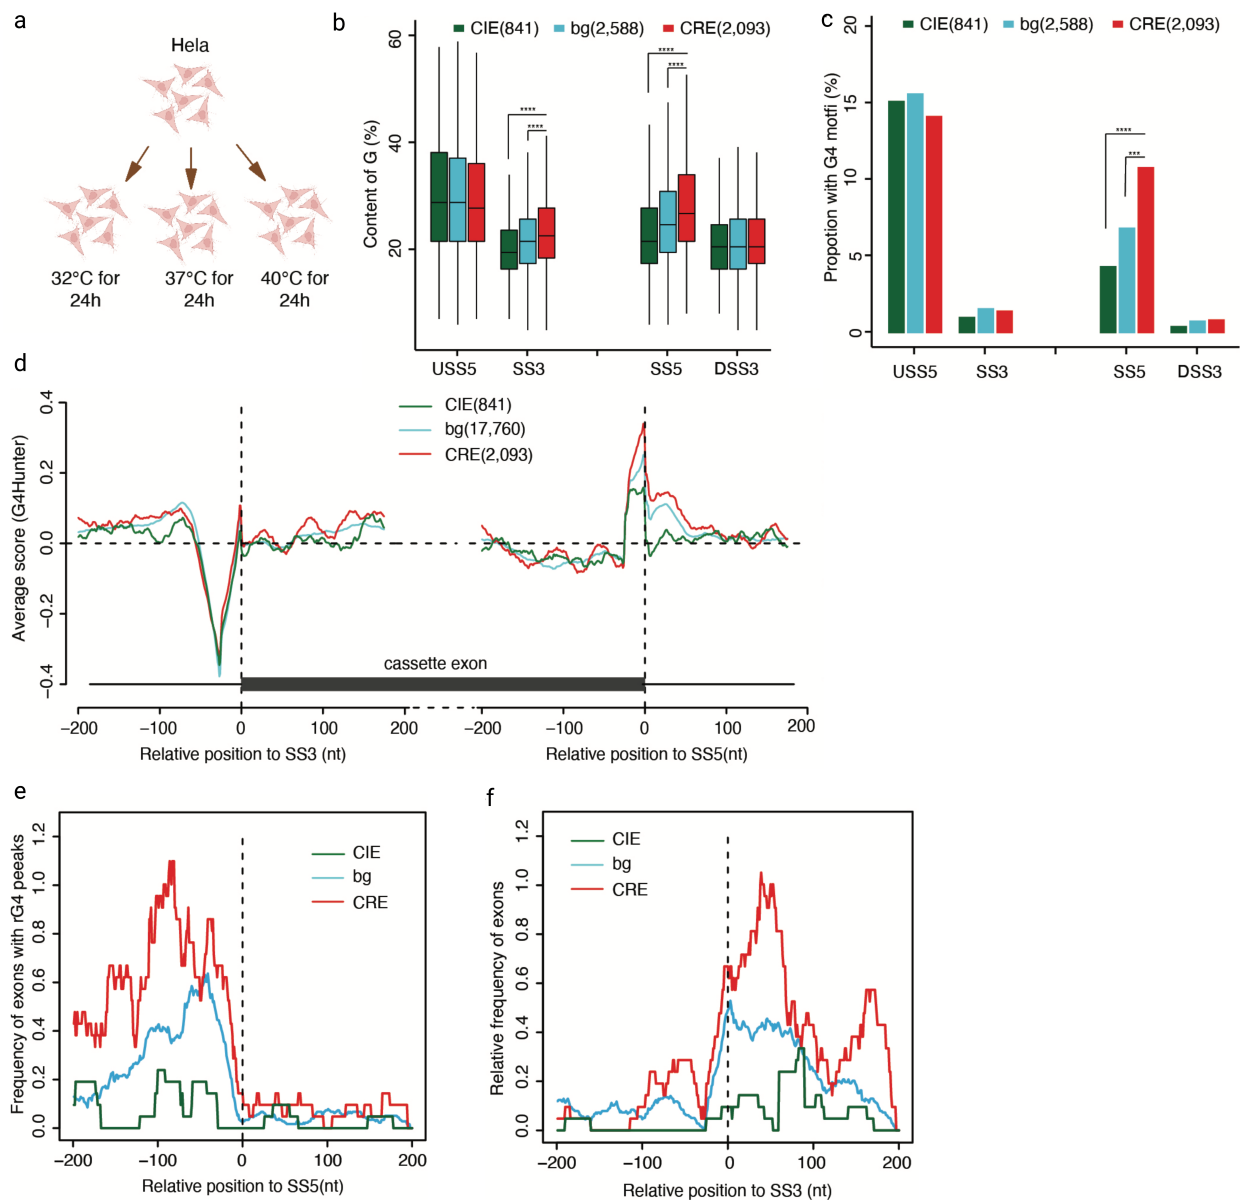 a
Hela
32°C for
24h
37°C for
24h
40°C for
24h
b
CIE(841)
bg(2,588)
CRE(2,093)
Content of G (%)
60
40
20
****
****
****
****
USS5
SS3
SS5
DSS3
c
CIE(841)
bg(2,588)
CRE(2,093)
Propotion with G4 motfi (%)
20
15
10
5
0
****
***
USS5
SS3
SS5
DSS3
d
CIE(841)
bg(17,760)
CRE(2,093)
Average score (G4Hunter)
0.4
0.2
0.0
−0.2
−0.4
cassette exon
−200
−100
0
100
200
−200
−100
0
100
200
Relative position to SS3 (nt)
Relative position to SS5(nt)
e
CIE
bg
CRE
Frequency of exons with rG4 peeaks
1.2
1.0
0.8
0.6
0.4
0.2
0.0
−200
−100
0
100
200
Relative position to SS5(nt)
f
CIE
bg
CRE
Relative frequency of exons
1.2
1.0
0.8
0.6
0.4
0.2
0.0
−200
−100
0
100
200
Relative position to SS3 (nt)